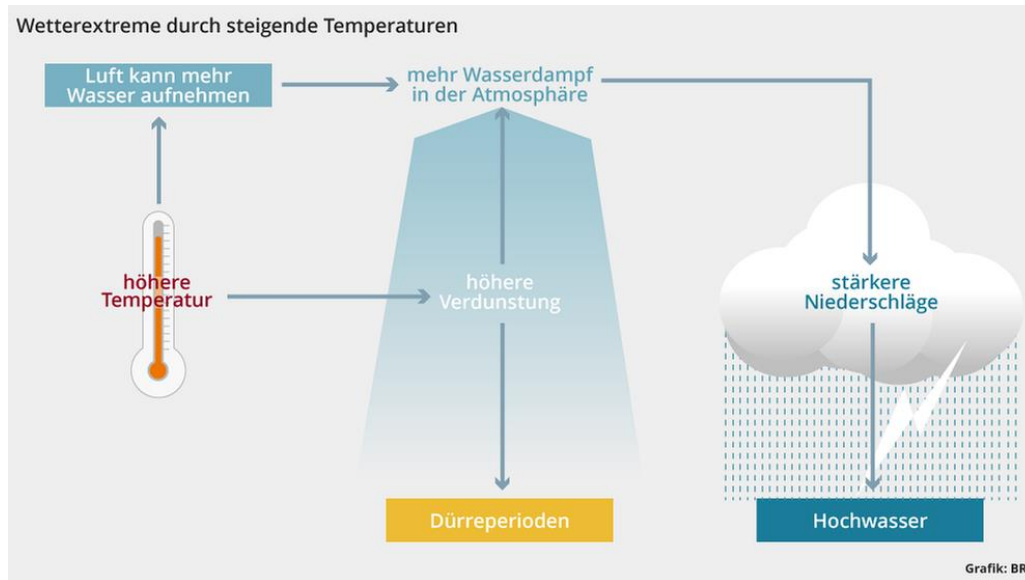 Wetterextreme durch steigende Temperaturen
Luft kann mehr
Wasser aufnehmen
mehr Wasserdampf
in der Atmosphäre
höhere
Temperatur
höhere
Verdunstung
stärkere
Niederschläge
Dürreperioden
Hochwasser
Grafik: BR